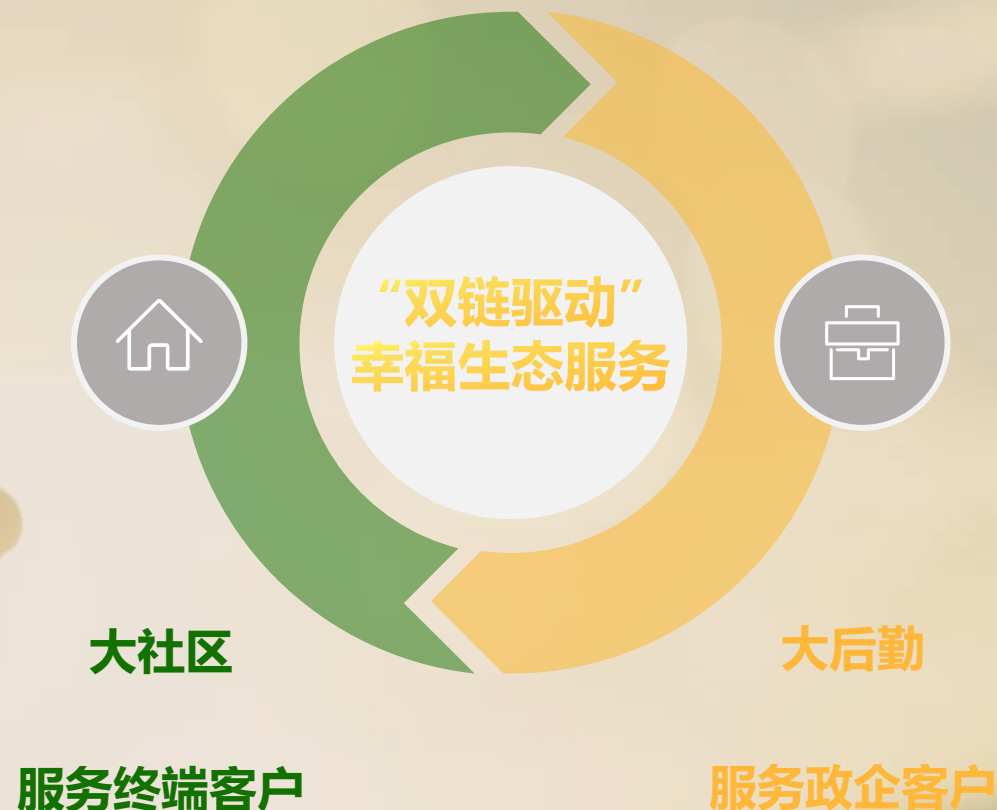 “双链驱动”
幸福生态服务
大社区
大后勤
服务终端客户
服务政企客户